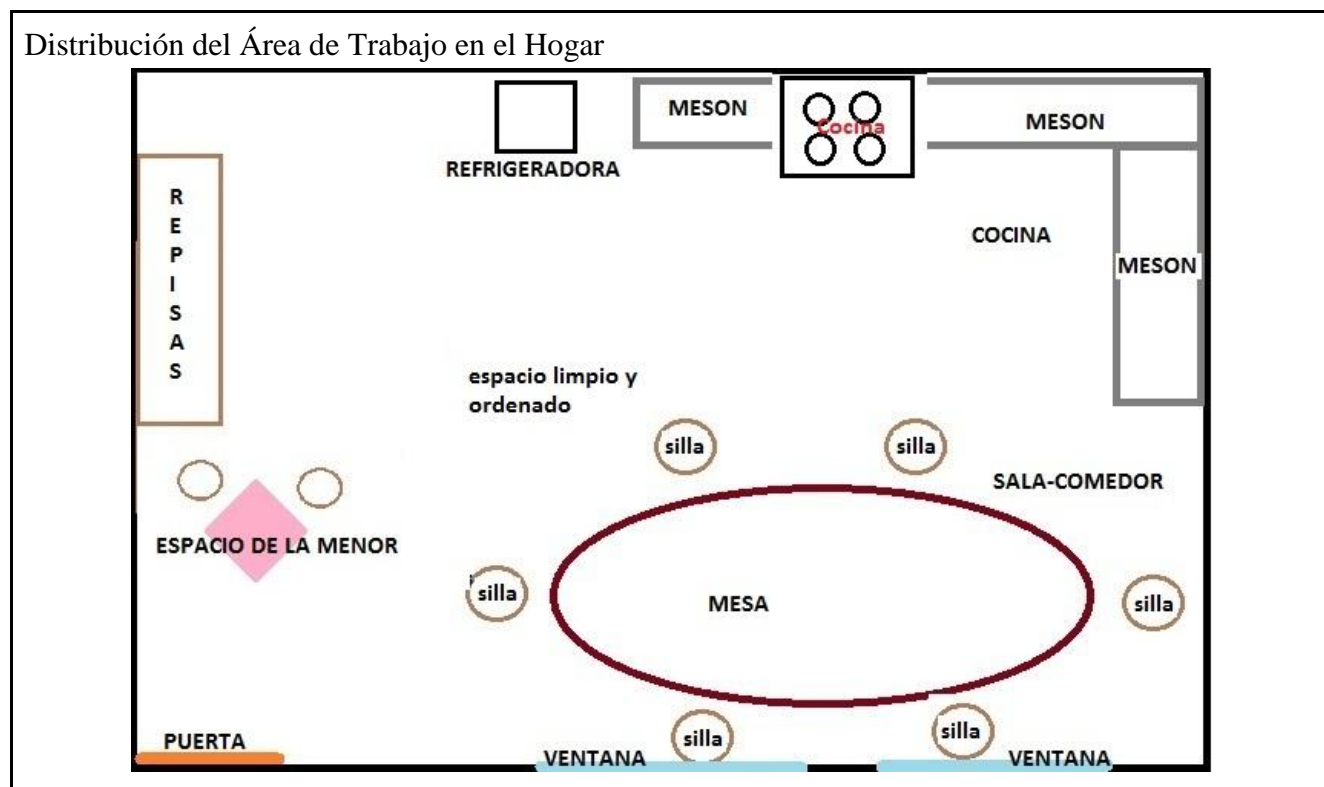 Distribución del Área de Trabajo en el Hogar
MESON
Cocina
MESON
REFRIGERADORA
R
E
P
I
S
A
S
COCINA
MESON
espacio limpio y
ordenado
silla
silla
SALA-COMEDOR
ESPACIO DE LA MENOR
silla
MESA
silla
PUERTA
silla
silla
VENTANA
VENTANA